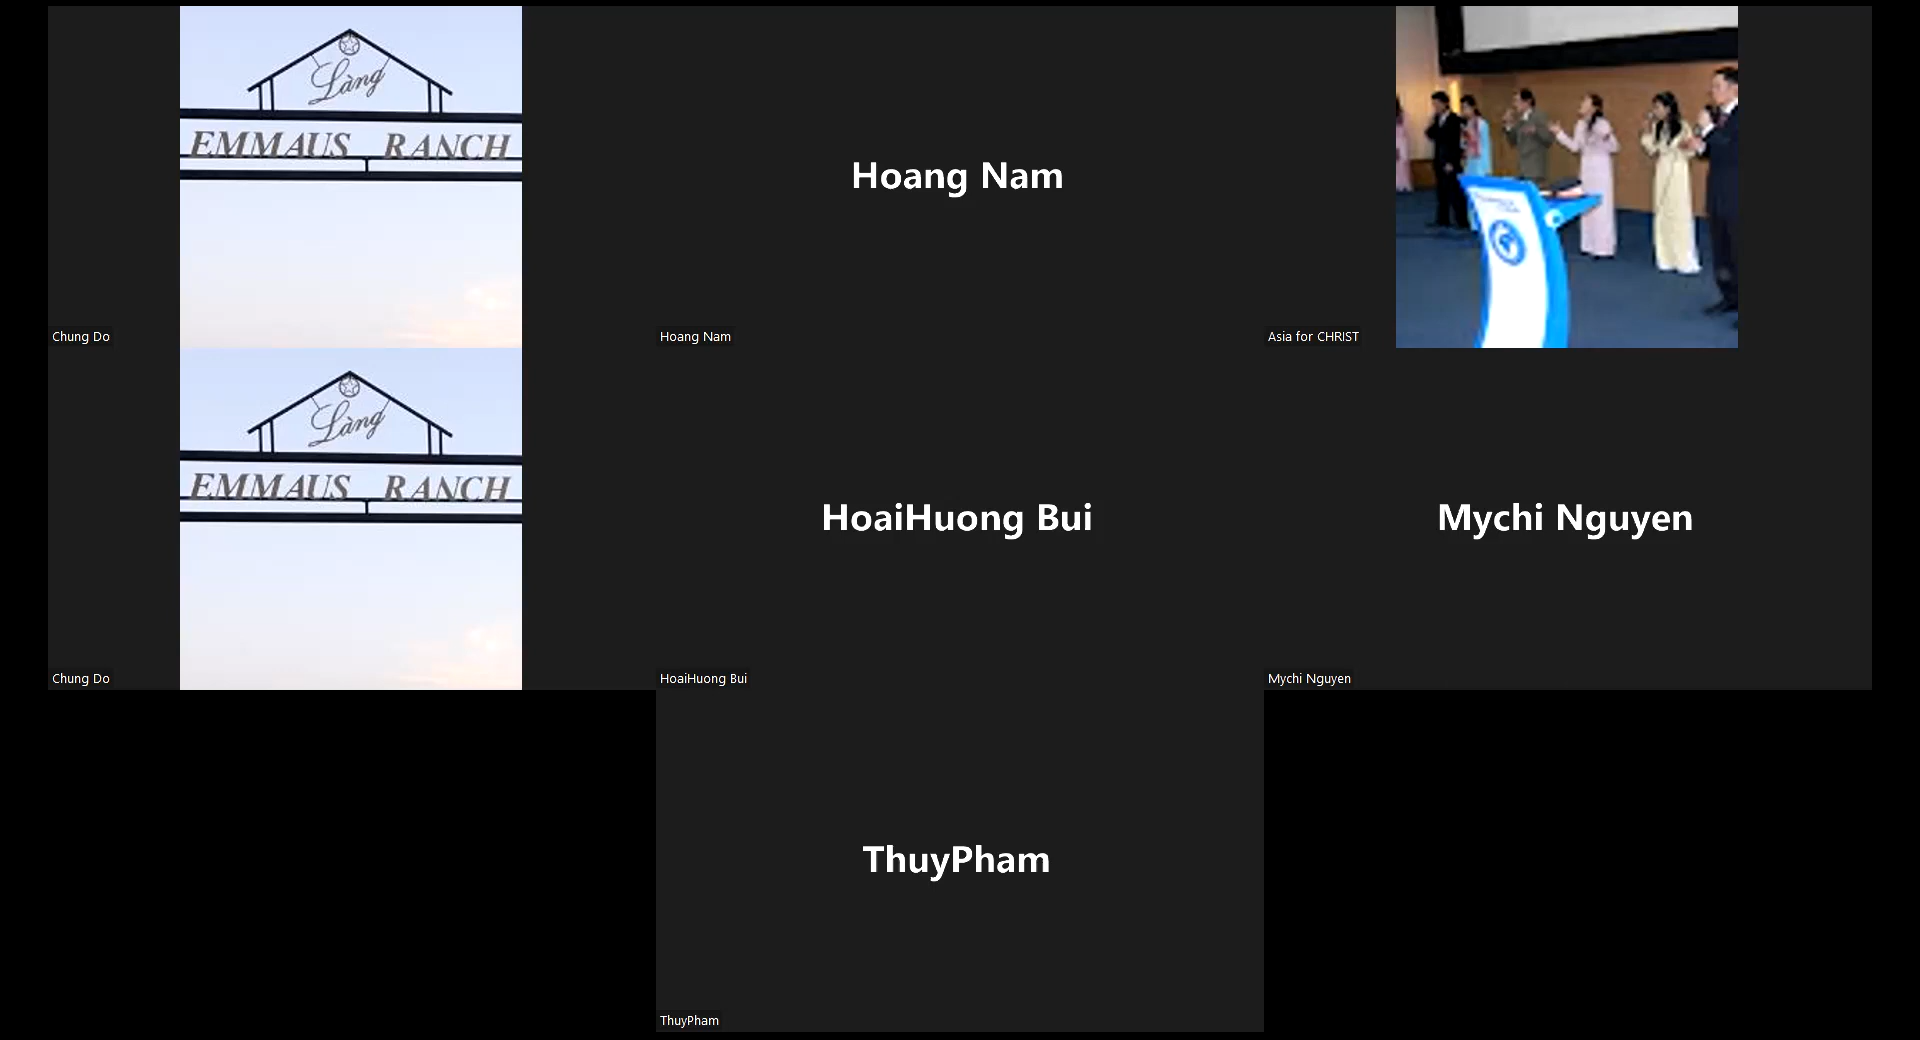 Làng
EMMAUS RANCH
Chung Do
Hoang Nam
Hoang Nam
Asia for CHRIST
Làng
EMMAUS RANCH
Chung Do
HoaiHuong Bui
HoaiHuong Bui
Mychi Nguyen
Mychi Nguyen
ThuyPham
ThuyPham